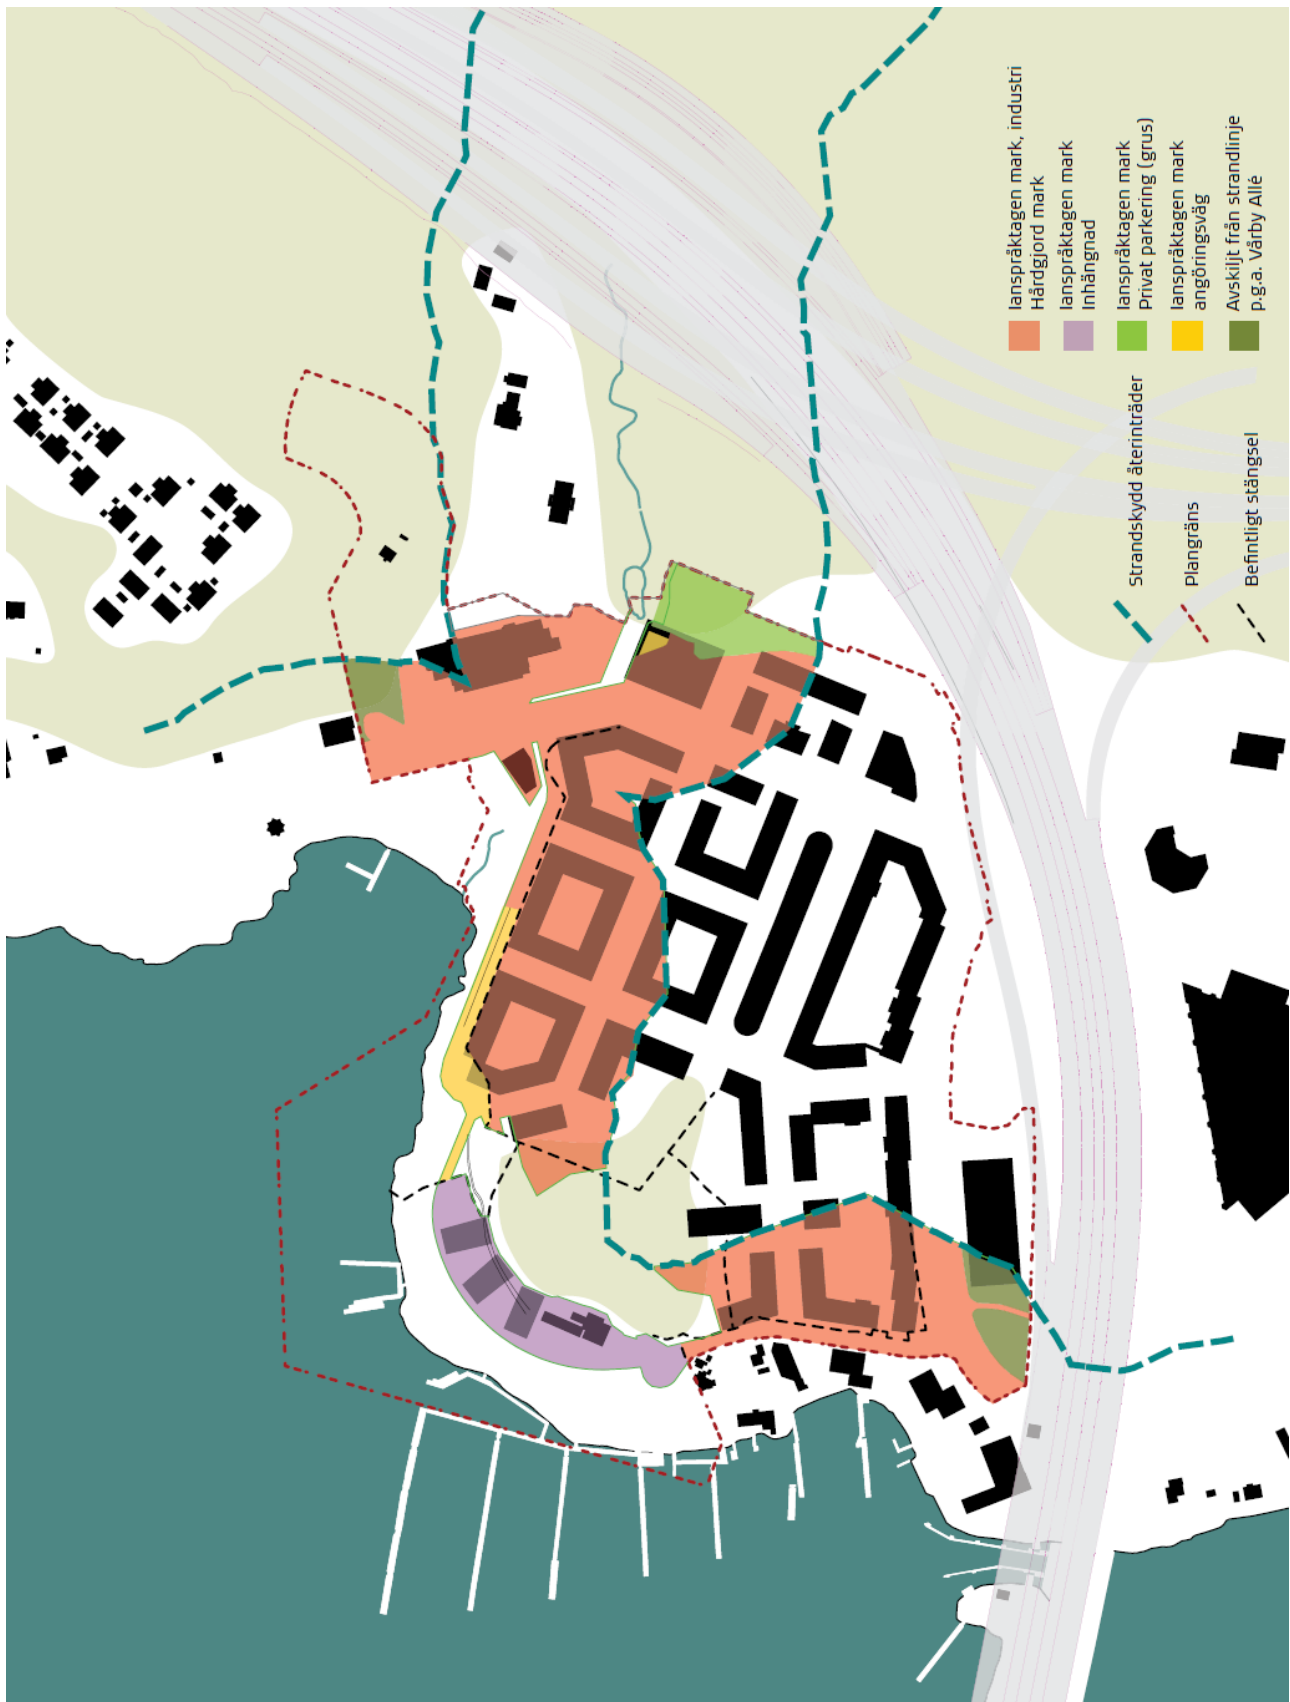 Ianspråktagen mark, industri
Hårdgjord mark
Ianspråktagen mark
Inhängnad
Ianspråktagen mark
Privat parkering (grus)
Ianspråktagen mark
angöringsväg
Avskiljt från strandlinje
p.g.a. Vårby Allé
Strandskydd återinträder
Plangräns
Befintligt stängsel